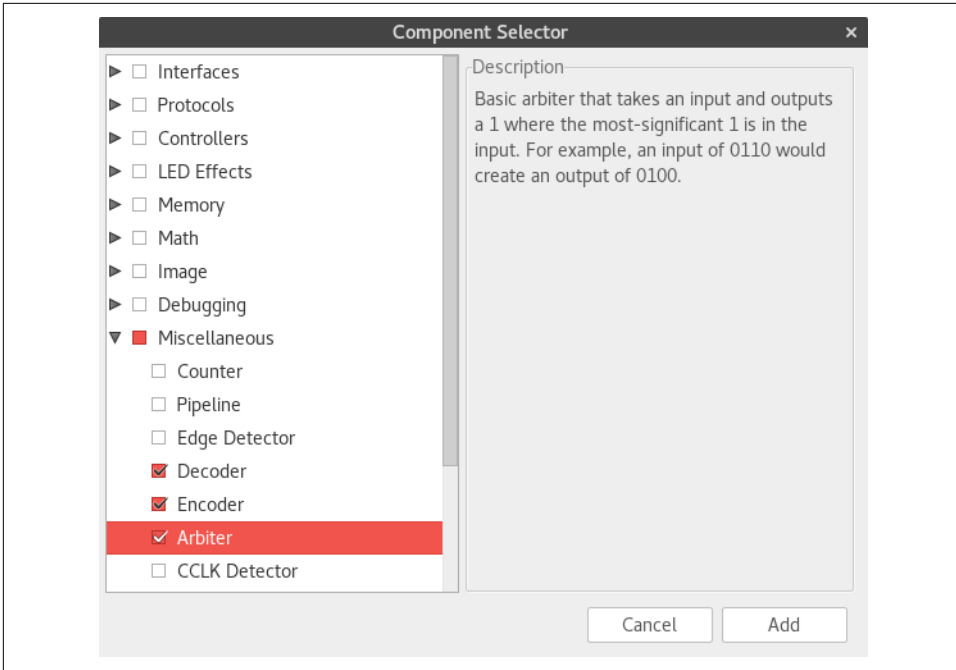 Component Selector
Interfaces
Protocols
Controllers
LED Effects
Memory
Math
Image
Debugging
Miscellaneous
Counter
Pipeline
Edge Detector
Decoder
Encoder
Arbiter
CCLK Detector
Description
Basic arbiter that takes an input and outputs
a 1 where the most-significant 1 is in the
input. For example, an input of 0110 would
create an output of 0100.
Cancel
Add